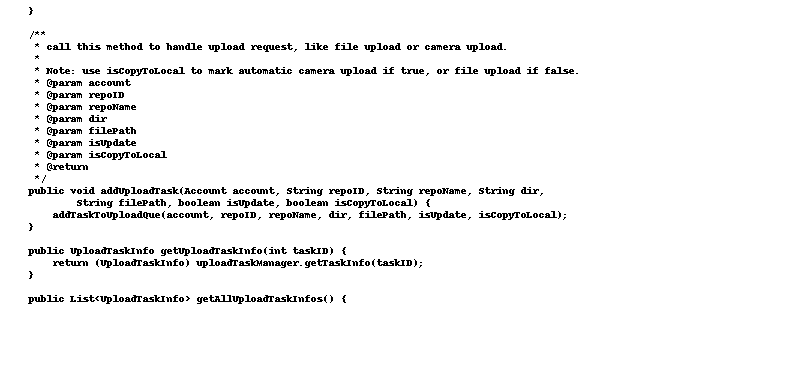 }

/**
 * call this method to handle upload request, like file upload or camera upload.
 *
 * Note: use isCopyToLocal to mark automatic camera upload if true, or file upload if false.
 * @param account
 * @param repoID
 * @param repoName
 * @param dir
 * @param filePath
 * @param isUpdate
 * @param isCopyToLocal
 * @return
 */
public void addUploadTask(Account account, String repoID, String repoName, String dir,
        String filePath, boolean isUpdate, boolean isCopyToLocal) {
    addTaskToUploadQue(account, repoID, repoName, dir, filePath, isUpdate, isCopyToLocal);
}

public UploadTaskInfo getUploadTaskInfo(int taskID) {
    return (UploadTaskInfo) uploadTaskManager.getTaskInfo(taskID);
}

public List<UploadTaskInfo> getAllUploadTaskInfos() {